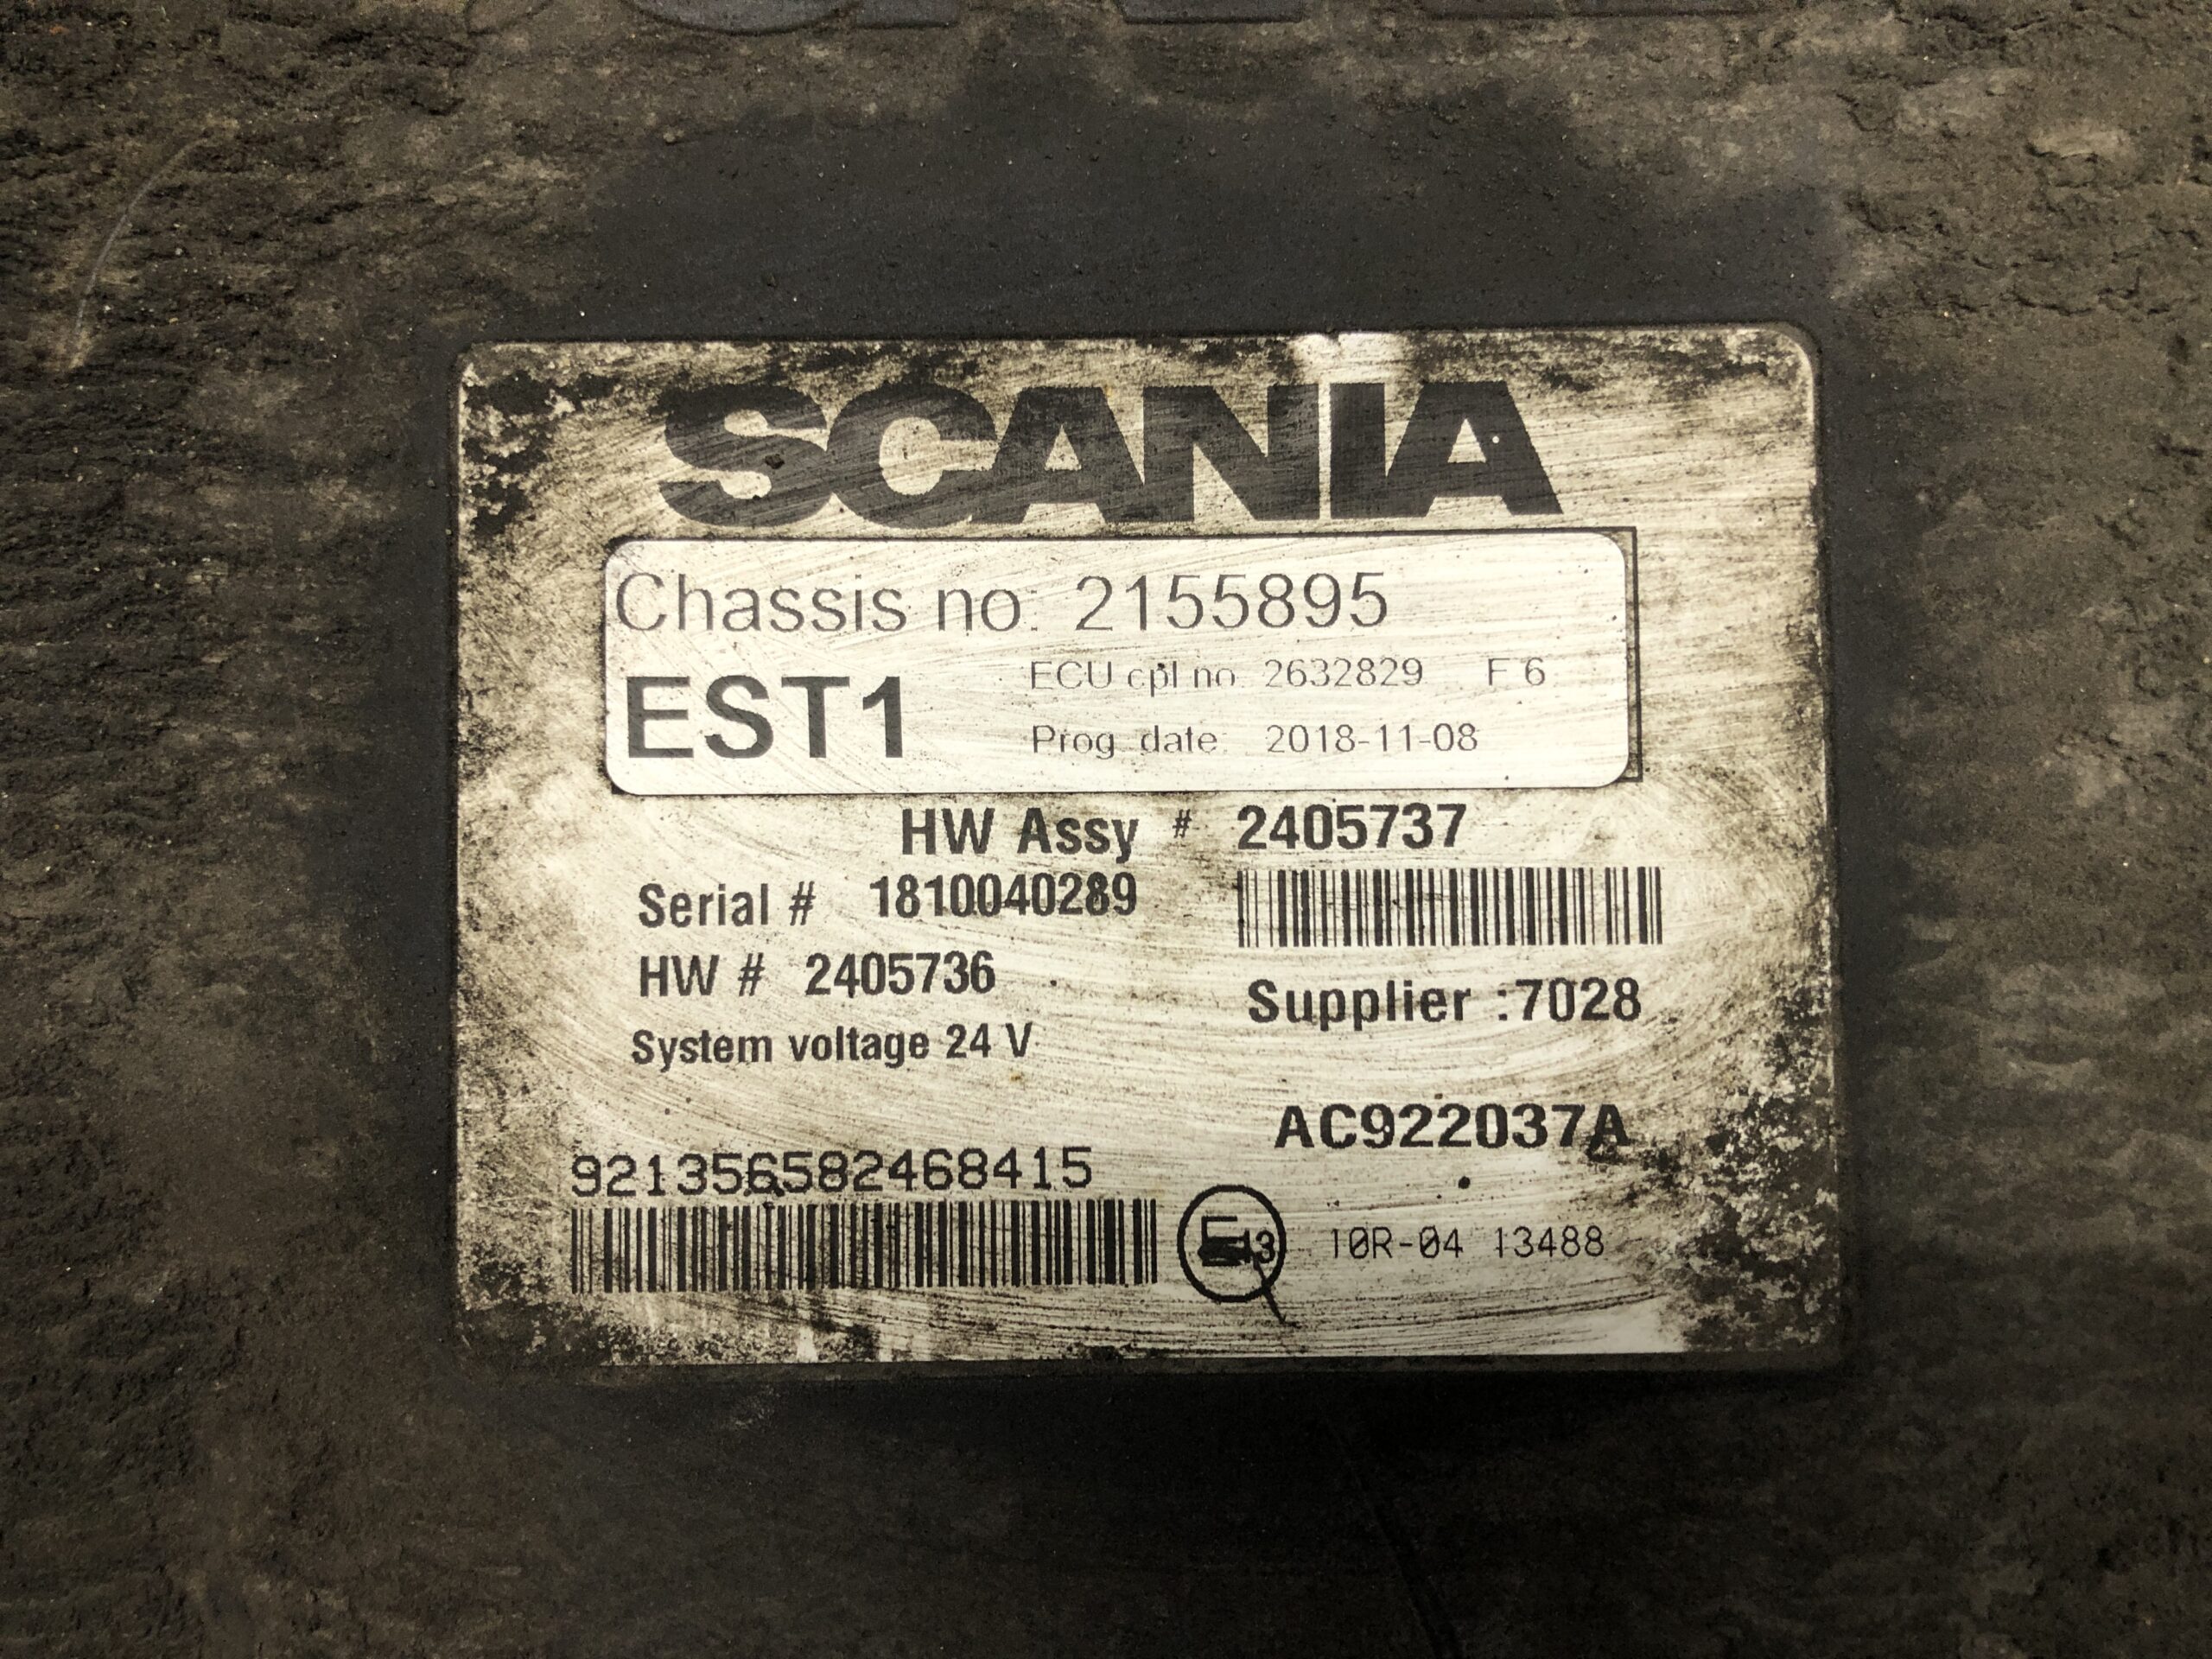 SCANIA
Chassis no: 2155895
EST1
ECU cpl no: 2632829 F 6
Prog. date: 2018-11-08
HW Assy # 2405737
Serial # 1810040289
HW # 2405736
Supplier :7028
System voltage 24 V
AC922037A
921356582468415
E13 10R-04 13488